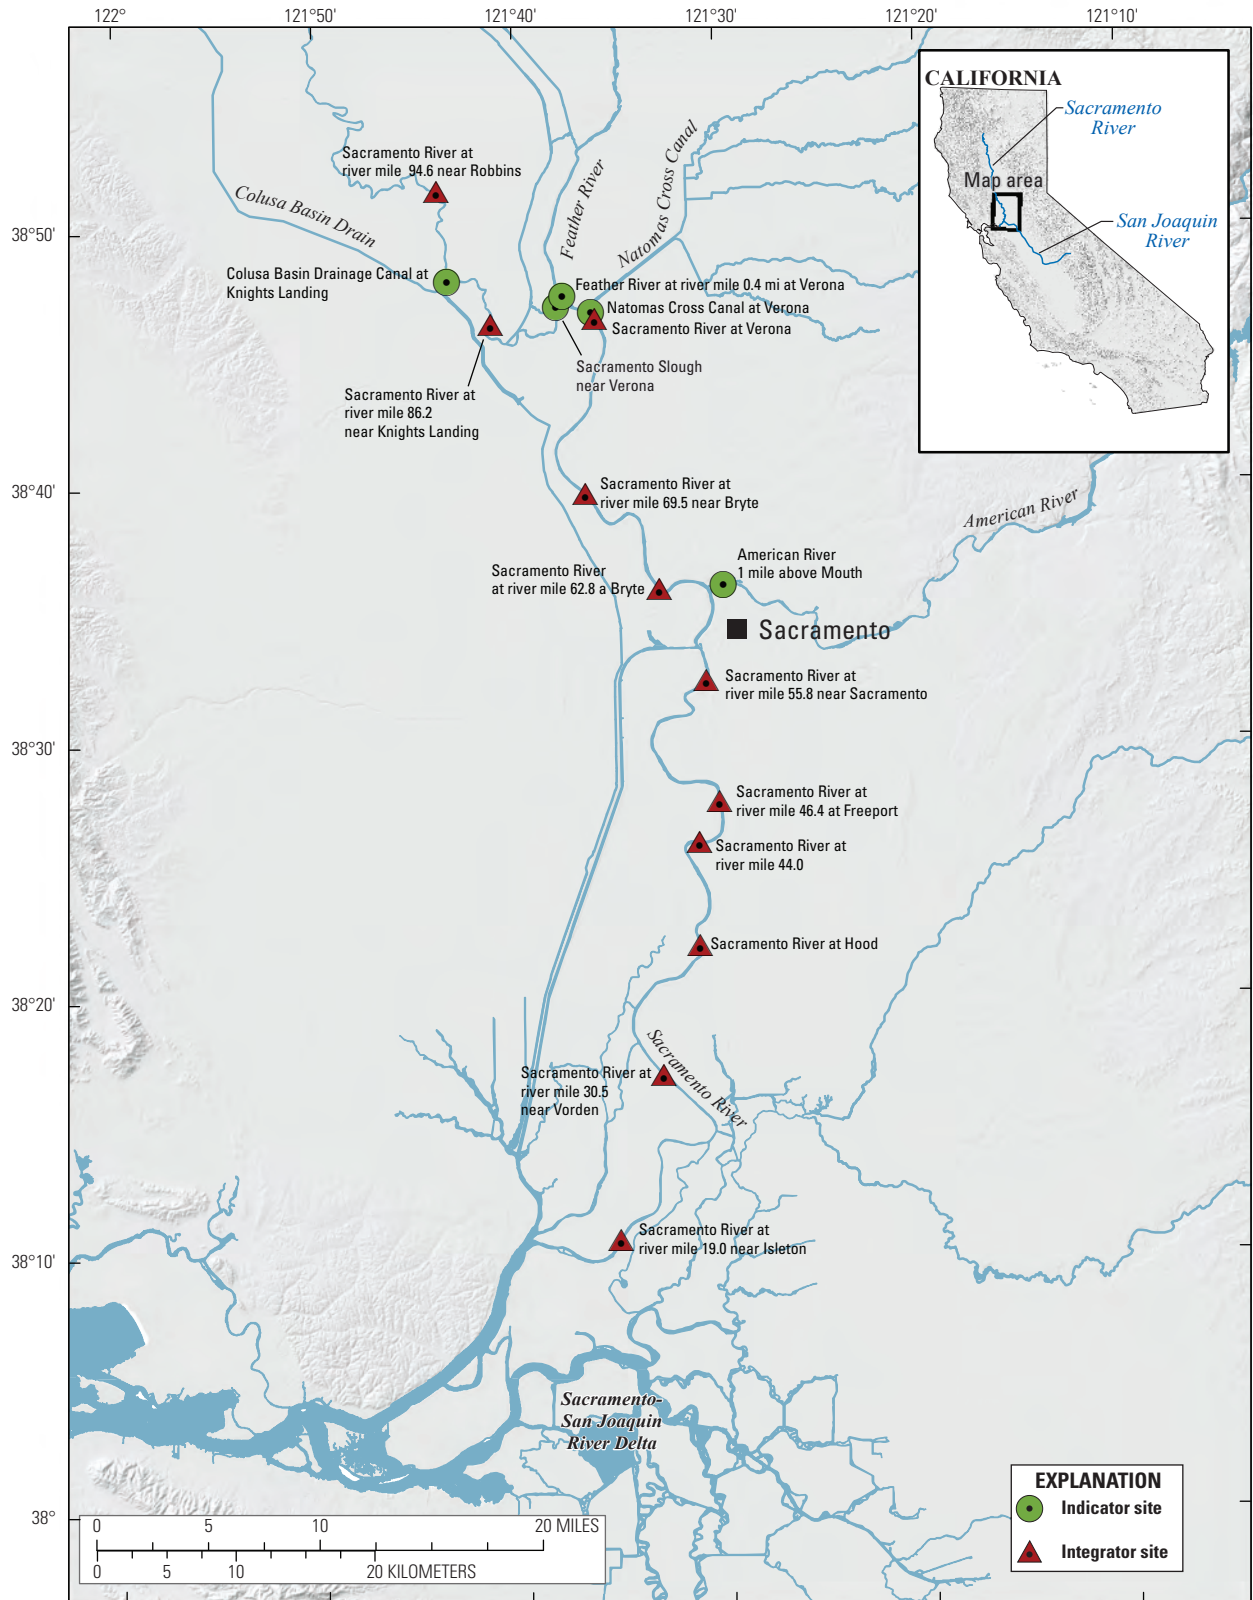 122°
121°50'
121°40'
121°30'
121°20'
121°10'
CALIFORNIA
Sacramento
River
Map area
San Joaquin
River
Sacramento River at
river mile 94.6 near Robbins
Colusa Basin Drain
Feather River
Natomas Cross Canal
38°50'
Colusa Basin Drainage Canal at
Knights Landing
Feather River at river mile 0.4 mi at Verona
Natomas Cross Canal at Verona
Sacramento River at Verona
Sacramento Slough
near Verona
Sacramento River at
river mile 86.2
near Knights Landing
38°40'
Sacramento River at
river mile 69.5 near Bryte
American River
American River
1 mile above Mouth
Sacramento River
at river mile 62.8 a Bryte
Sacramento
Sacramento River at
river mile 55.8 near Sacramento
38°30'
Sacramento River at
river mile 46.4 at Freeport
Sacramento River at
river mile 44.0
Sacramento River at Hood
38°20'
Sacramento River
Sacramento River at
river mile 30.5
near Vorden
Sacramento River at
river mile 19.0 near Isleton
38°10'
Sacramento-
San Joaquin
River Delta
38°
EXPLANATION
Indicator site
Integrator site
0 5 10 20 MILES
0 5 10 20 KILOMETERS